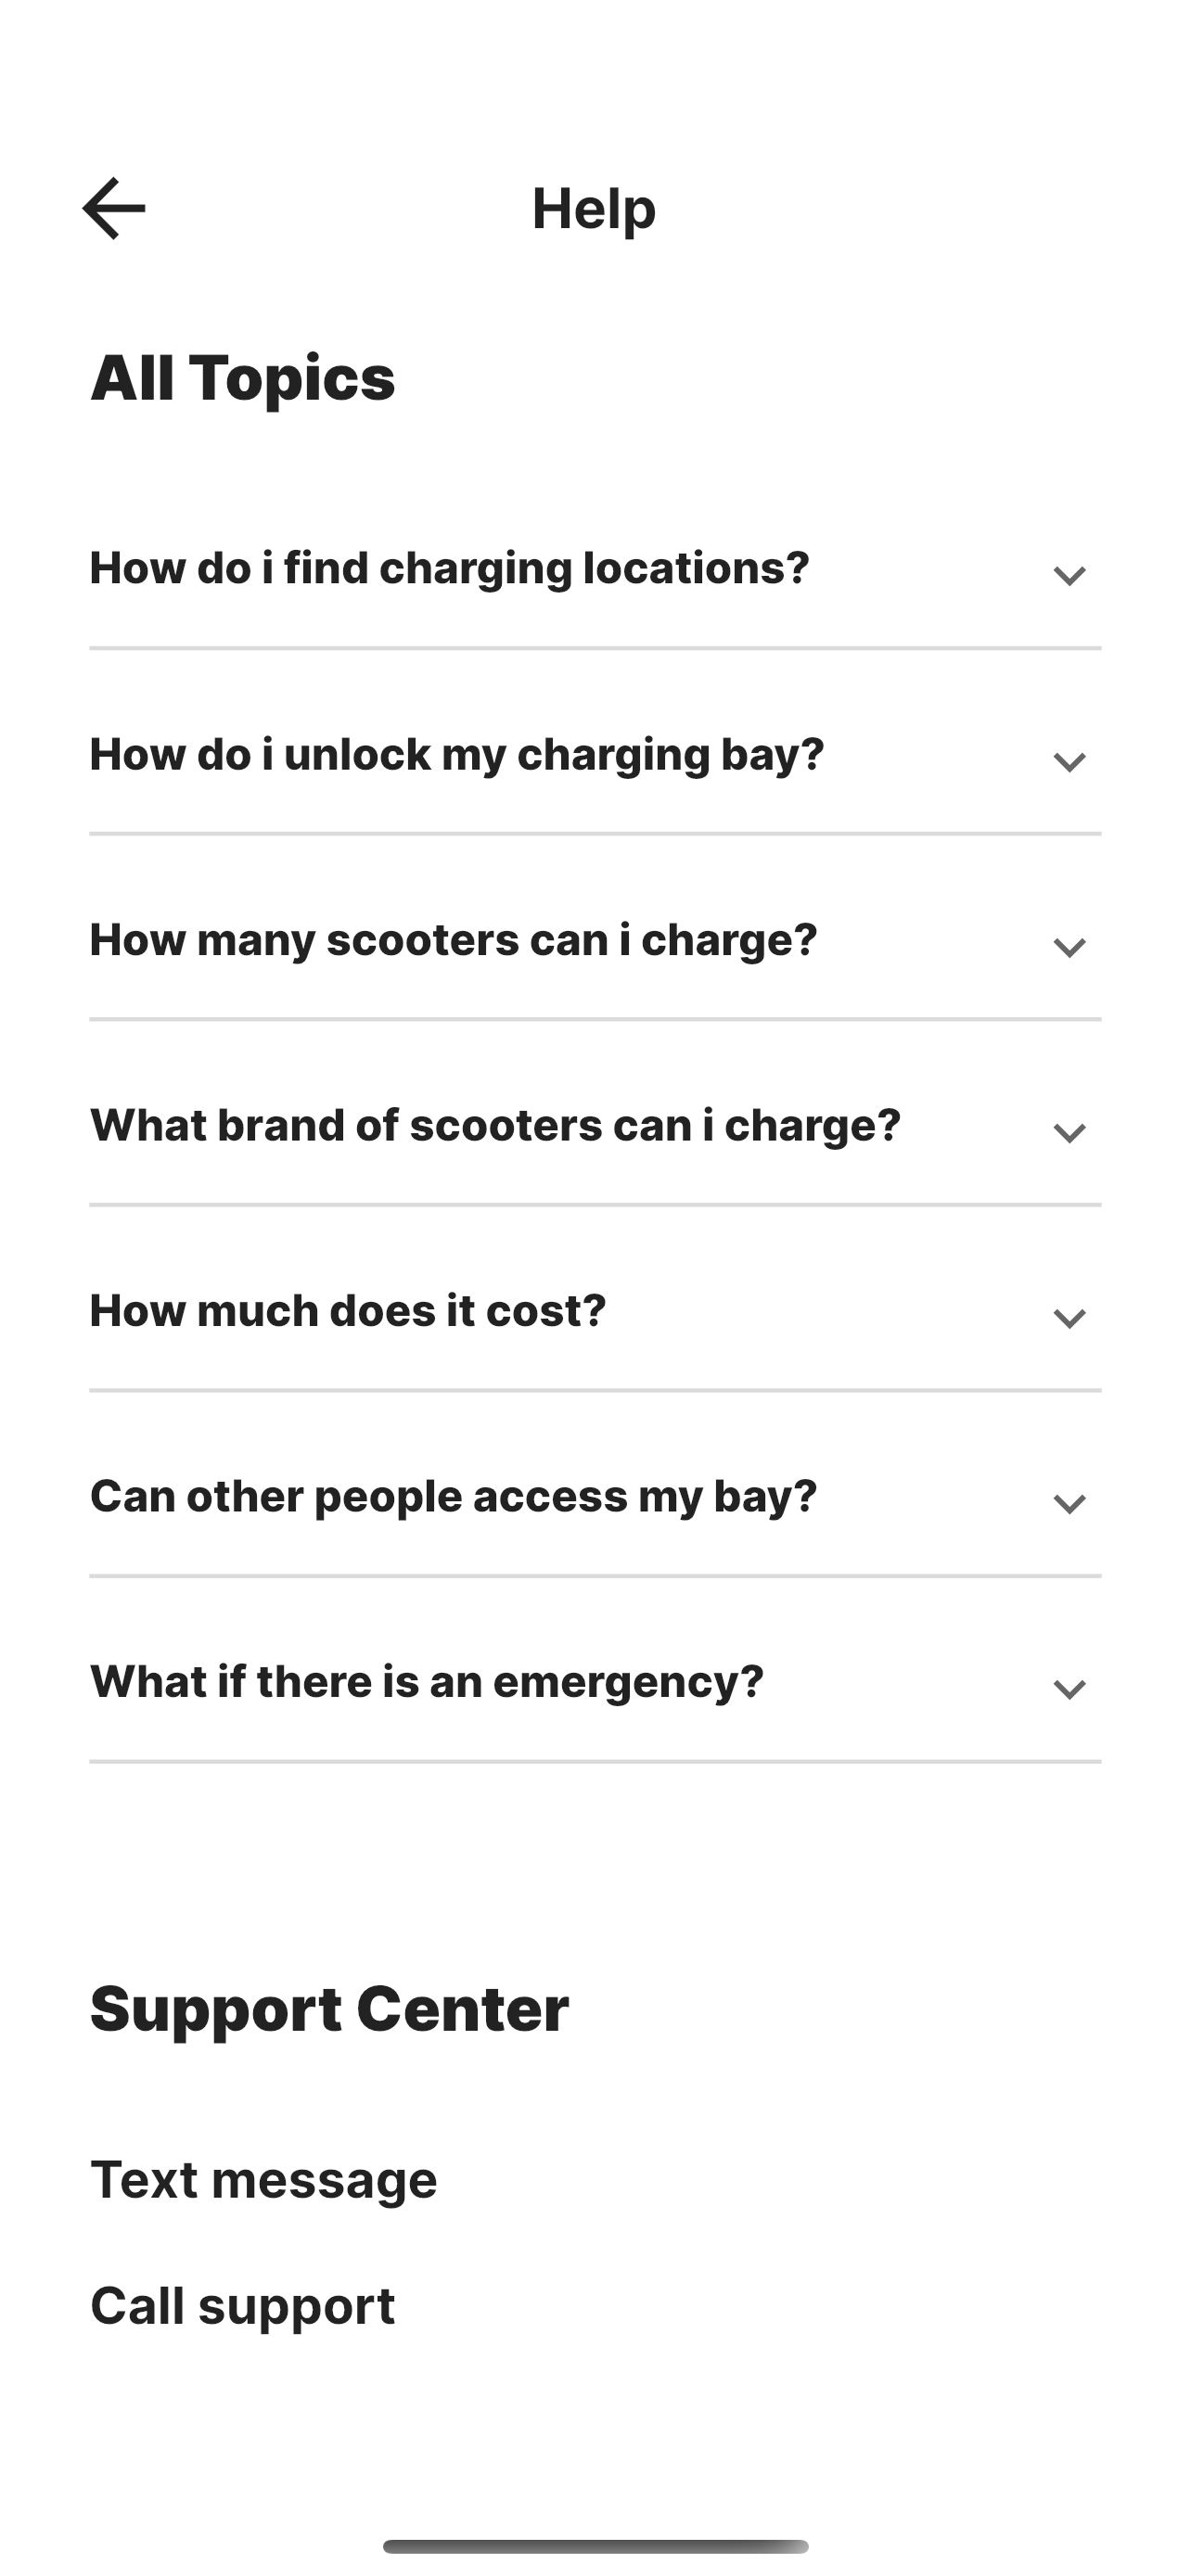 Help
All Topics
How do i find charging locations?
How do i unlock my charging bay?
How many scooters can i charge?
What brand of scooters can i charge?
How much does it cost?
Can other people access my bay?
What if there is an emergency?
Support Center
Text message
Call support